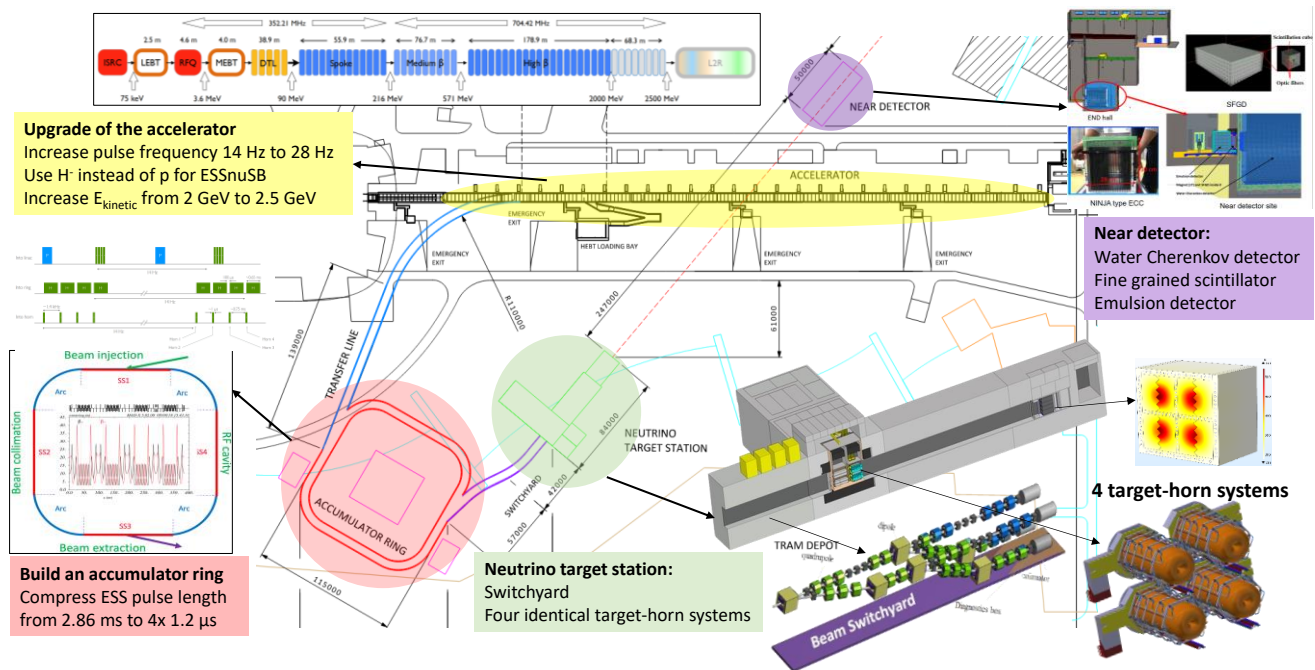 352.21 MHz
704.42 MHz
2.5 m
4.6 m
4.0 m
38.9 m
55.9 m
76.7 m
178.9 m
68.3 m
ISRC
LEBT
RFQ
MEBT
DTL
Spoke
Medium β
High β
L2R
75 keV
3.6 MeV
90 MeV
216 MeV
571 MeV
2000 MeV
2500 MeV
Upgrade of the accelerator
Increase pulse frequency 14 Hz to 28 Hz
Use H- instead of p for ESSnuSB
Increase Ekinetic from 2 GeV to 2.5 GeV
50000
NEAR DETECTOR
Scintillation cube
Optic fibers
END hall
SFGD
NINJA type ECC
Near detector site
Near detector:
Water Cherenkov detector
Fine grained scintillator
Emulsion detector
ACCELERATOR
EMERGENCY
EXIT
HEBT LOADING BAY
EMERGENCY
EXIT
EMERGENCY
EXIT
EMERGENCY
EXIT
R110000
247000
61000
139000
TRANSFER LINE
Beam injection
SS1
Arc
Arc
Beam collimation
SS2
SS4
RF cavity
Arc
Arc
SS3
Beam extraction
Build an accumulator ring
Compress ESS pulse length
from 2.86 ms to 4x 1.2 µs
ACCUMULATOR RING
115000
57000
42000
84000
SWITCHYARD
NEUTRINO
TARGET STATION
Neutrino target station:
Switchyard
Four identical target-horn systems
TRAM DEPOT
dipole
quadrupole
Diagnostics box
Beam Switchyard
4 target-horn systems